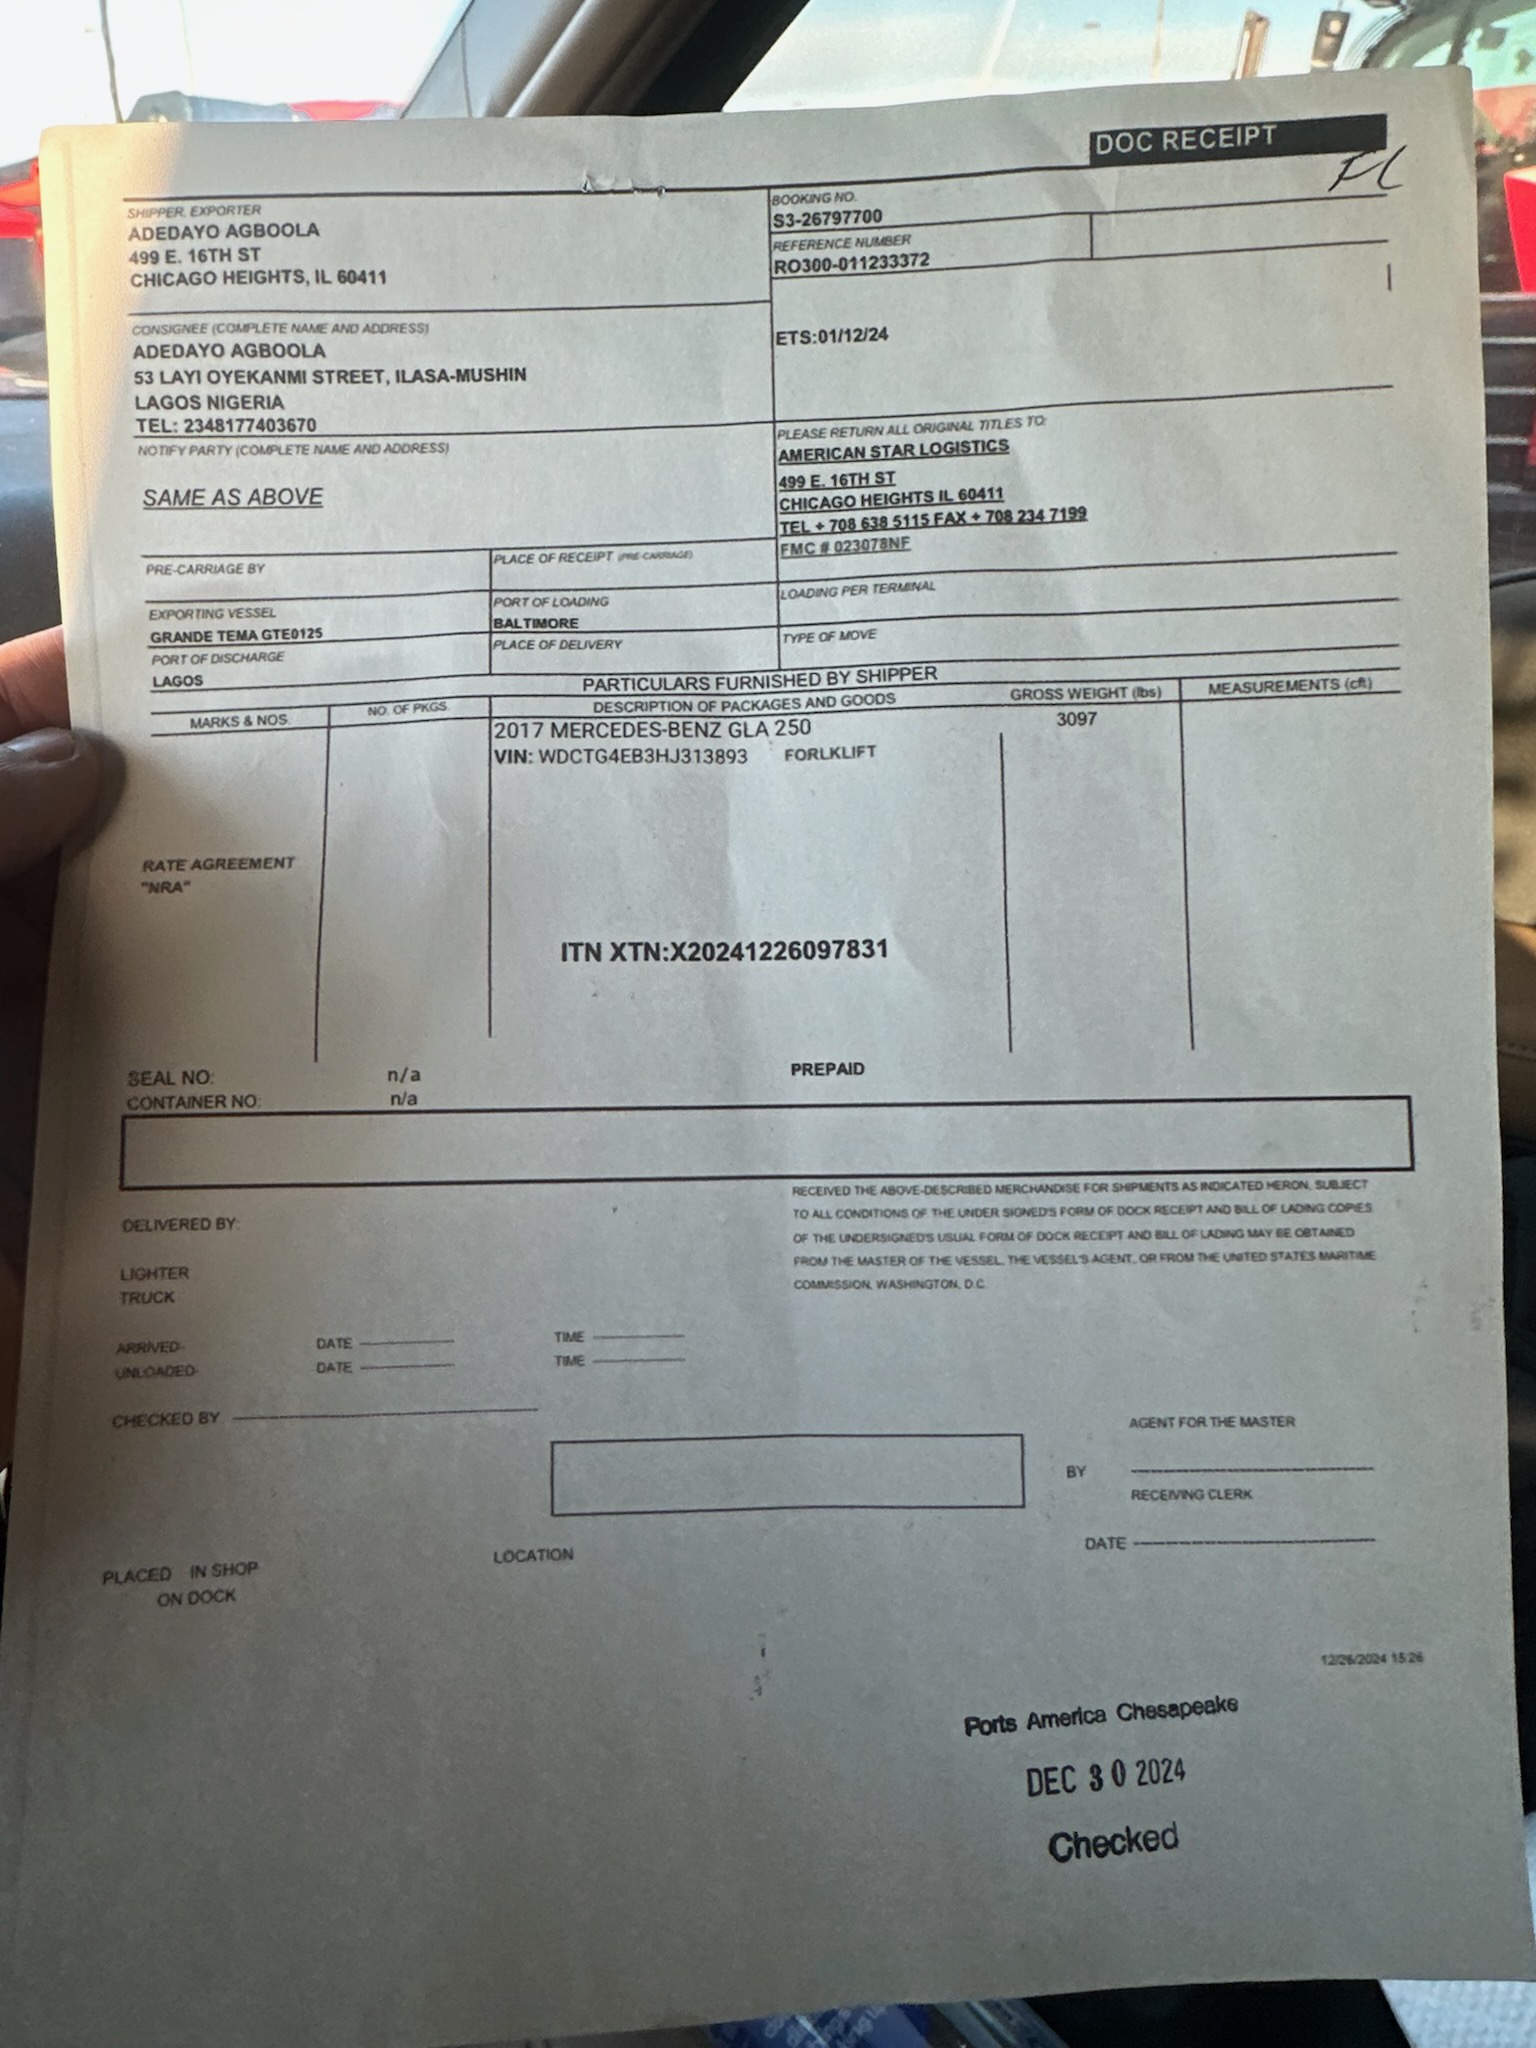 DOC RECEIPT
FL
SHIPPER, EXPORTER
ADEDAYO AGBOOLA
499 E. 16TH ST
CHICAGO HEIGHTS, IL 60411
BOOKING NO.
S3-26797700
REFERENCE NUMBER
RO300-011233372
CONSIGNEE (COMPLETE NAME AND ADDRESS)
ADEDAYO AGBOOLA
53 LAYI OYEKANMI STREET, ILASA-MUSHIN
LAGOS NIGERIA
TEL: 2348177403670
ETS:01/12/24
NOTIFY PARTY (COMPLETE NAME AND ADDRESS)
SAME AS ABOVE
PLEASE RETURN ALL ORIGINAL TITLES TO:
AMERICAN STAR LOGISTICS
499 E. 16TH ST
CHICAGO HEIGHTS IL 60411
TEL + 708 638 5115 FAX + 708 234 7199
FMC # 023078NF
PRE-CARRIAGE BY
PLACE OF RECEIPT (PRE-CARRIAGE)
EXPORTING VESSEL
GRANDE TEMA GTE0125
PORT OF LOADING
BALTIMORE
LOADING PER TERMINAL
PORT OF DISCHARGE
LAGOS
PLACE OF DELIVERY
TYPE OF MOVE
PARTICULARS FURNISHED BY SHIPPER
MARKS & NOS.
NO. OF PKGS.
DESCRIPTION OF PACKAGES AND GOODS
GROSS WEIGHT (lbs)
MEASUREMENTS (cft)
2017 MERCEDES-BENZ GLA 250
3097
VIN: WDCTG4EB3HJ313893 FORLKLIFT
RATE AGREEMENT
"NRA"
ITN XTN:X20241226097831
SEAL NO: n/a
PREPAID
CONTAINER NO: n/a
RECEIVED THE ABOVE-DESCRIBED MERCHANDISE FOR SHIPMENTS AS INDICATED HERON, SUBJECT
TO ALL CONDITIONS OF THE UNDER SIGNED'S FORM OF DOCK RECEIPT AND BILL OF LADING COPIES
OF THE UNDERSIGNED'S USUAL FORM OF DOCK RECEIPT AND BILL OF LADING MAY BE OBTAINED
FROM THE MASTER OF THE VESSEL, THE VESSEL'S AGENT, OR FROM THE UNITED STATES MARITIME
COMMISSION, WASHINGTON, D.C.
DELIVERED BY:
LIGHTER
TRUCK
ARRIVED- DATE TIME
UNLOADED- DATE TIME
CHECKED BY
AGENT FOR THE MASTER
BY
RECEIVING CLERK
DATE
PLACED IN SHOP
ON DOCK
LOCATION
12/26/2024 15:26
Ports America Chesapeake
DEC 30 2024
Checked